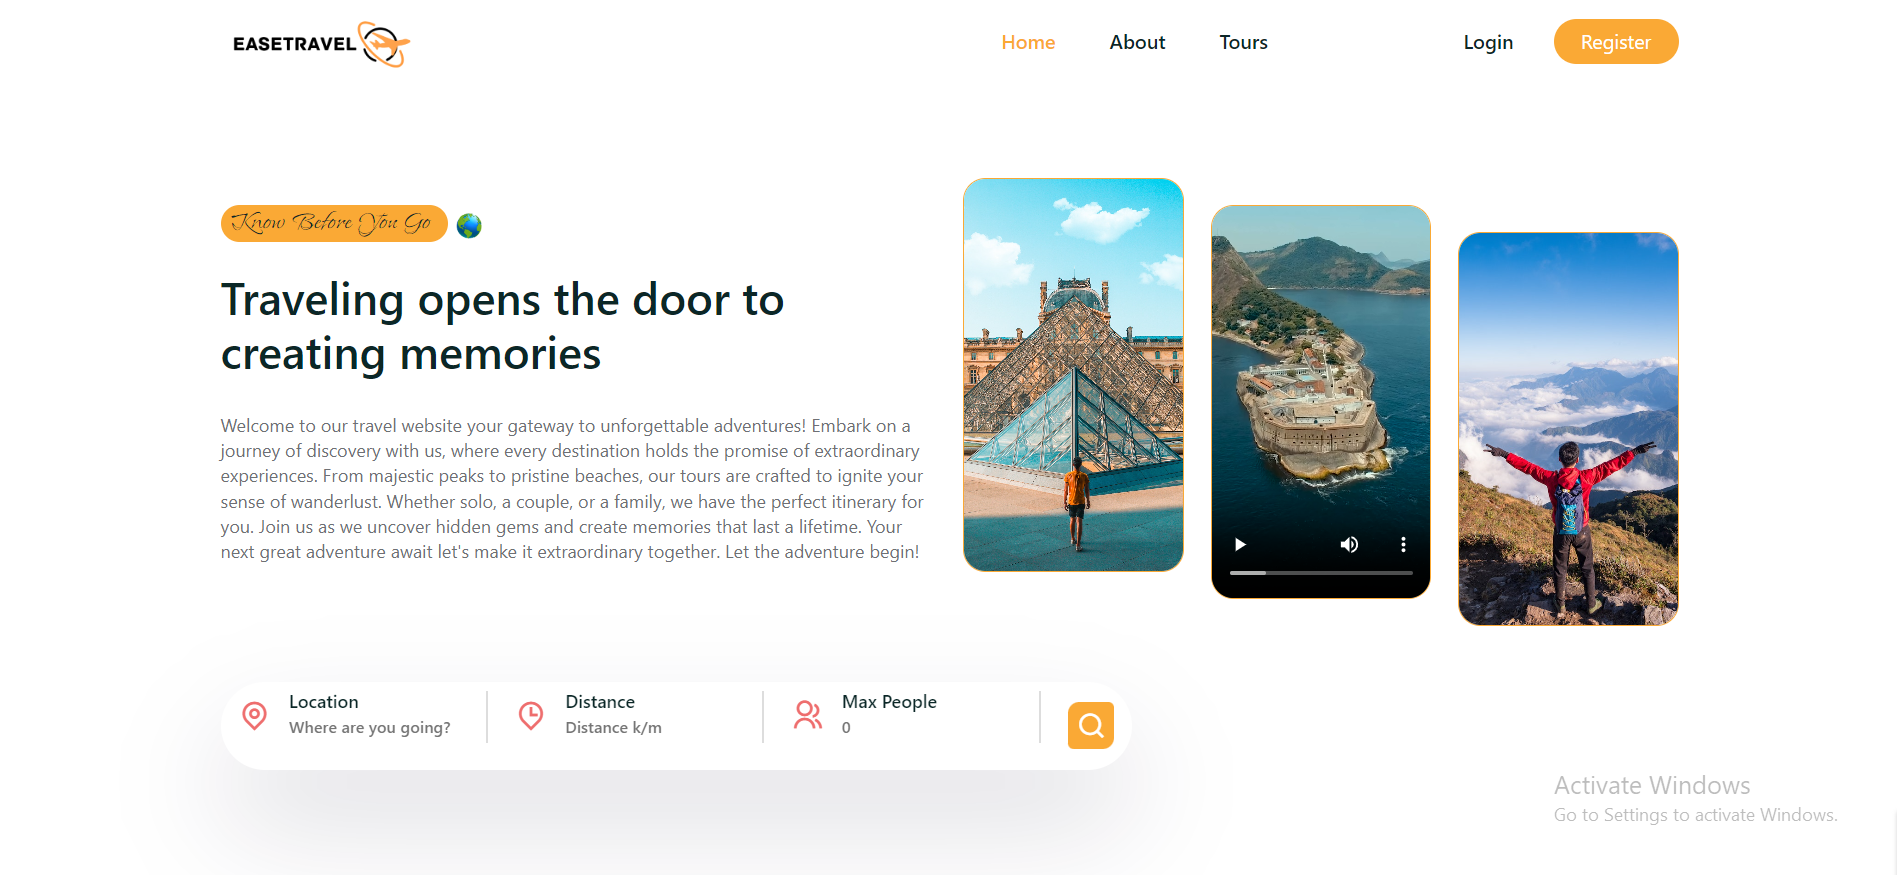 EASETRAVEL
Home
About
Tours
Login
Register
Know Before You Go
Traveling opens the door to
creating memories
Welcome to our travel website your gateway to unforgettable adventures! Embark on a
journey of discovery with us, where every destination holds the promise of extraordinary
experiences. From majestic peaks to pristine beaches, our tours are crafted to ignite your
sense of wanderlust. Whether solo, a couple, or a family, we have the perfect itinerary for
you. Join us as we uncover hidden gems and create memories that last a lifetime. Your
next great adventure await let's make it extraordinary together. Let the adventure begin!
Location
Where are you going?
Distance
Distance k/m
Max People
0
Activate Windows
Go to Settings to activate Windows.